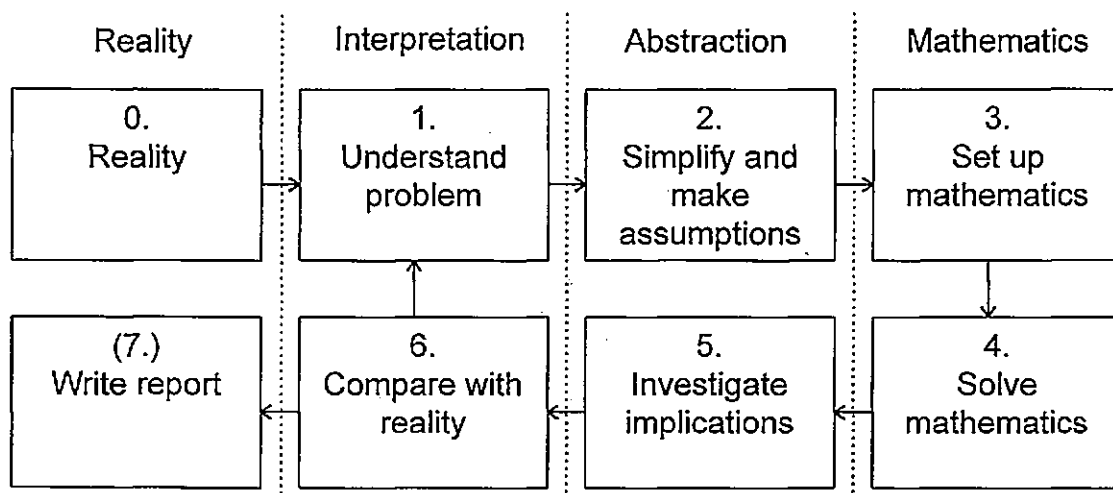 Reality
Interpretation
Abstraction
Mathematics
0.
Reality
1.
Understand
problem
2.
Simplify and
make
assumptions
3.
Set up
mathematics
(7.)
Write report
6.
Compare with
reality
5.
Investigate
implications
4.
Solve
mathematics